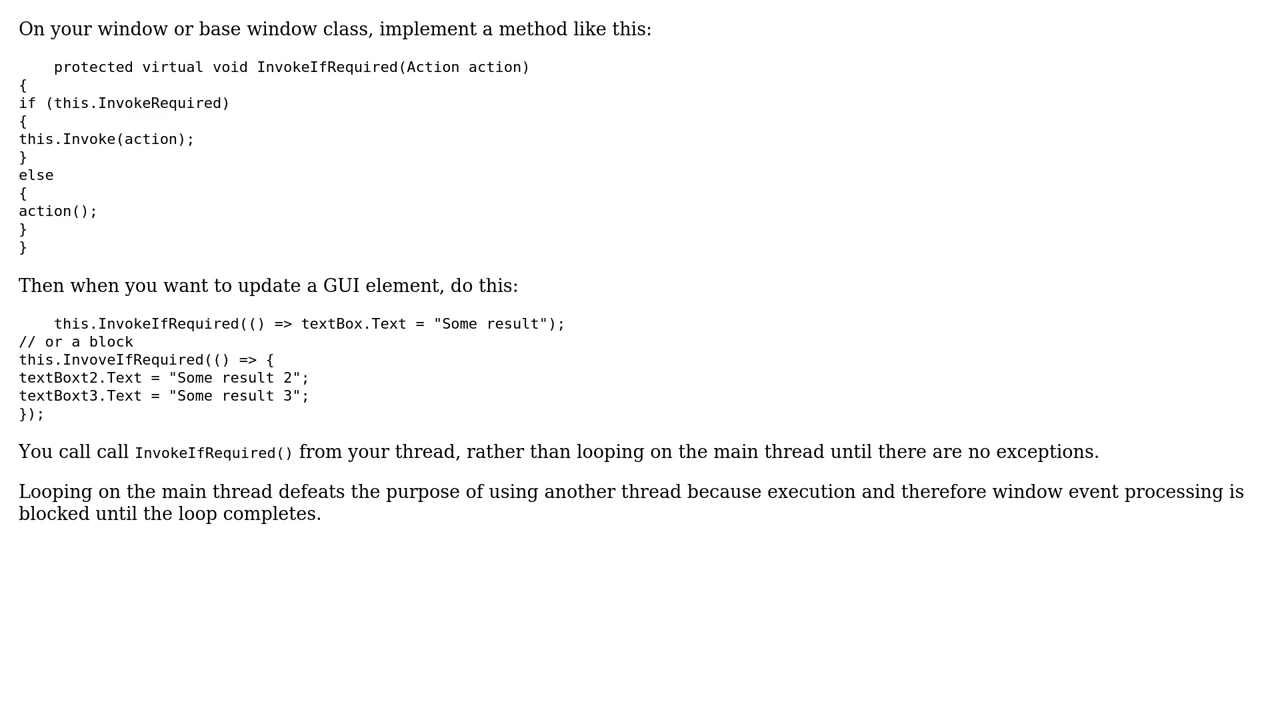 On your window or base window class, implement a method like this:
    protected virtual void InvokeIfRequired(Action action)
{
if (this.InvokeRequired)
{
this.Invoke(action);
}
else
{
action();
}
}
Then when you want to update a GUI element, do this:
    this.InvokeIfRequired(() => textBox.Text = "Some result");
// or a block
this.InvoveIfRequired(() => {
textBoxt2.Text = "Some result 2";
textBoxt3.Text = "Some result 3";
});
You call call InvokeIfRequired() from your thread, rather than looping on the main thread until there are no exceptions.
Looping on the main thread defeats the purpose of using another thread because execution and therefore window event processing is
blocked until the loop completes.